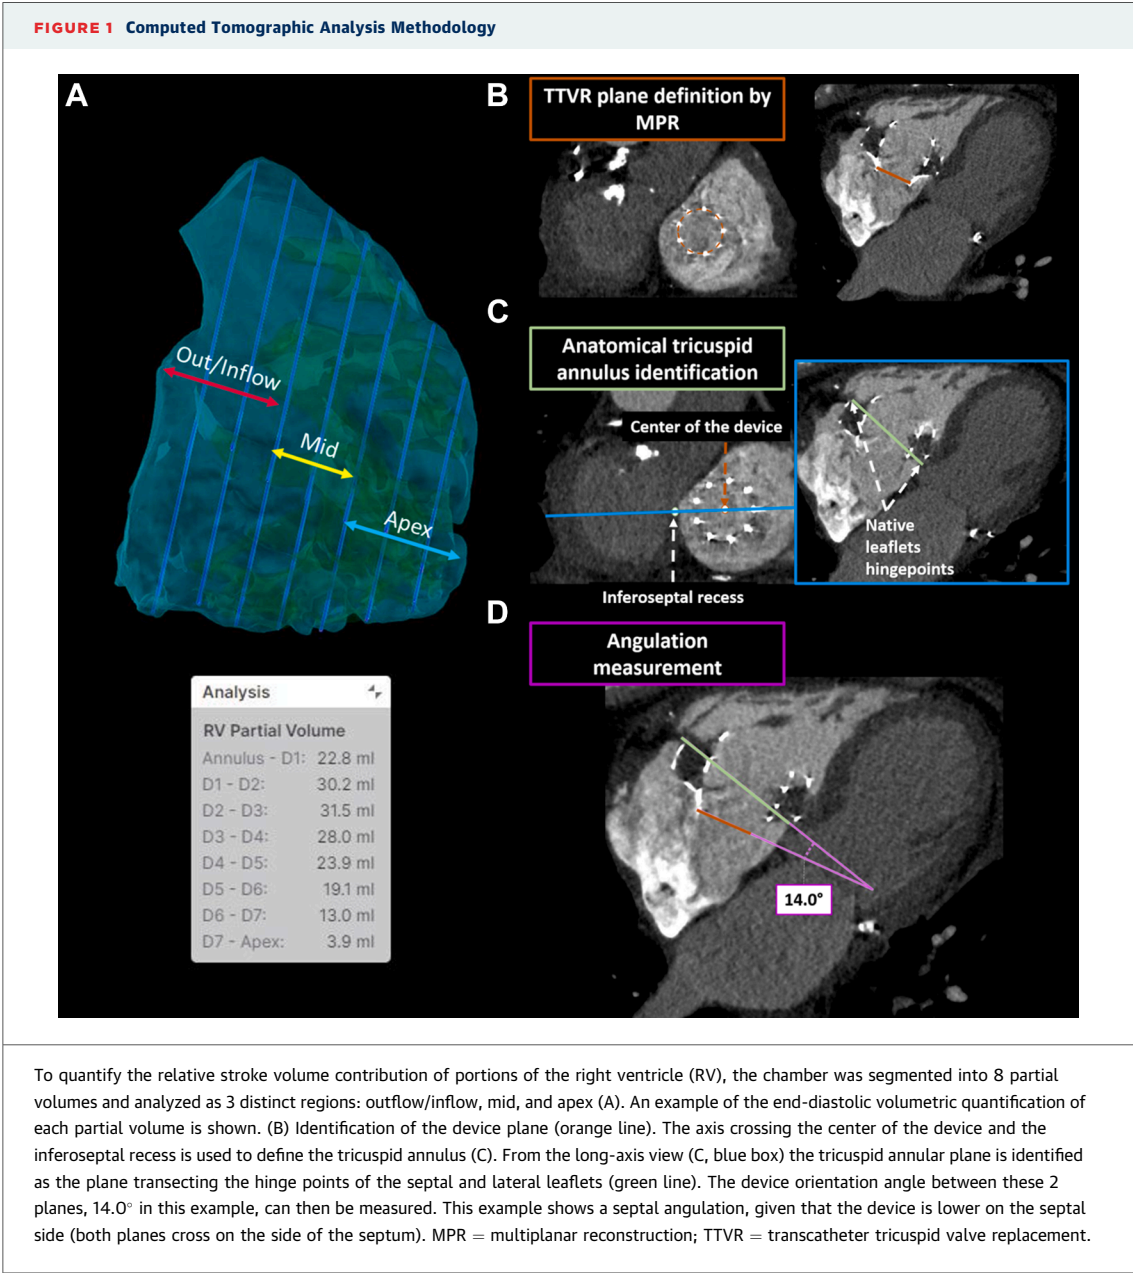 FIGURE 1 Computed Tomographic Analysis Methodology
A
Out/Inflow
Mid
Apex
Analysis
RV Partial Volume
Annulus - D1: 22.8 ml
D1 - D2: 30.2 ml
D2 - D3: 31.5 ml
D3 - D4: 28.0 ml
D4 - D5: 23.9 ml
D5 - D6: 19.1 ml
D6 - D7: 13.0 ml
D7 - Apex: 3.9 ml
B
TTVR plane definition by
MPR
C
Anatomical tricuspid
annulus identification
Center of the device
Inferoseptal recess
Native
leaflets
hingepoints
D
Angulation
measurement
14.0°
To quantify the relative stroke volume contribution of portions of the right ventricle (RV), the chamber was segmented into 8 partial
volumes and analyzed as 3 distinct regions: outflow/inflow, mid, and apex (A). An example of the end-diastolic volumetric quantification of
each partial volume is shown. (B) Identification of the device plane (orange line). The axis crossing the center of the device and the
inferoseptal recess is used to define the tricuspid annulus (C). From the long-axis view (C, blue box) the tricuspid annular plane is identified
as the plane transecting the hinge points of the septal and lateral leaflets (green line). The device orientation angle between these 2
planes, 14.0° in this example, can then be measured. This example shows a septal angulation, given that the device is lower on the septal
side (both planes cross on the side of the septum). MPR = multiplanar reconstruction; TTVR = transcatheter tricuspid valve replacement.